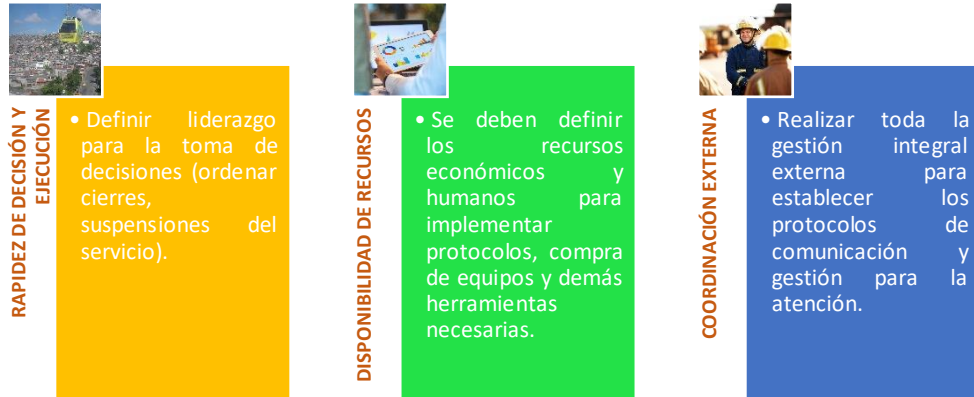 RAPIDEZ DE DECISIÓN Y
EJECUCIÓN
• Definir liderazgo
para la toma de
decisiones (ordenar
cierres,
suspensiones del
servicio).
DISPONIBILIDAD DE RECURSOS
• Se deben definir
los recursos
económicos y
humanos para
implementar
protocolos, compra
de equipos y demás
herramientas
necesarias.
COORDINACIÓN EXTERNA
• Realizar toda la
gestión integral
externa para
establecer los
protocolos de
comunicación y
gestión para la
atención.